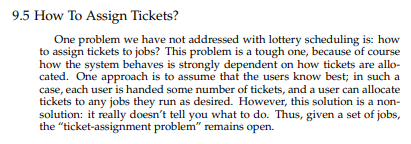 9.5 How To Assign Tickets?
One problem we have not addressed with lottery scheduling is: how
to assign tickets to jobs? This problem is a tough one, because of course
how the system behaves is strongly dependent on how tickets are allo-
cated. One approach is to assume that the users know best; in such a
case, each user is handed some number of tickets, and a user can allocate
tickets to any jobs they run as desired. However, this solution is a non-
solution: it really doesn't tell you what to do. Thus, given a set of jobs,
the "ticket-assignment problem" remains open.